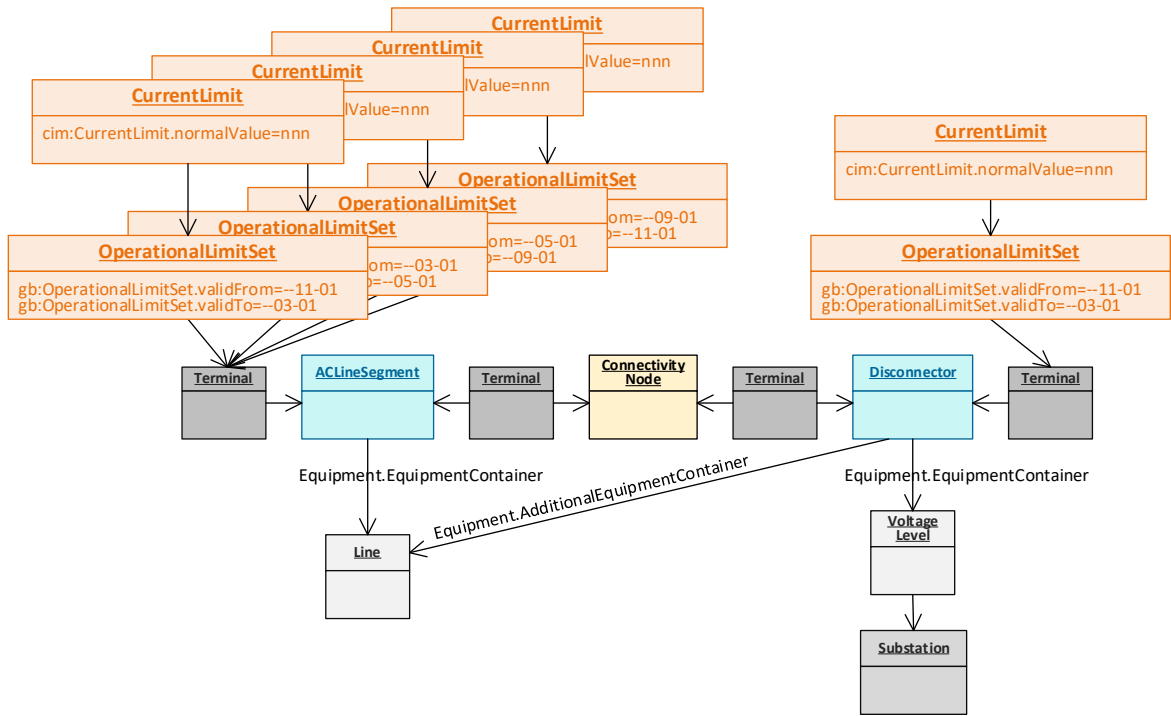 CurrentLimit
CurrentLimit
lValue=nnn
CurrentLimit
lValue=nnn
CurrentLimit
lValue=nnn
cim:CurrentLimit.normalValue=nnn
CurrentLimit
cim:CurrentLimit.normalValue=nnn
OperationalLimitSet
OperationalLimitSet
om=--09-01
o=--11-01
OperationalLimitSet
om=--05-01
o=--09-01
OperationalLimitSet
om=--03-01
o=--05-01
gb:OperationalLimitSet.validFrom=--11-01
gb:OperationalLimitSet.validTo=--03-01
OperationalLimitSet
gb:OperationalLimitSet.validFrom=--11-01
gb:OperationalLimitSet.validTo=--03-01
Terminal
ACLineSegment
Terminal
Connectivity
Node
Terminal
Disconnector
Terminal
Equipment.EquipmentContainer
Equipment.AdditionalEquipmentContainer
Equipment.EquipmentContainer
Line
Voltage
Level
Substation